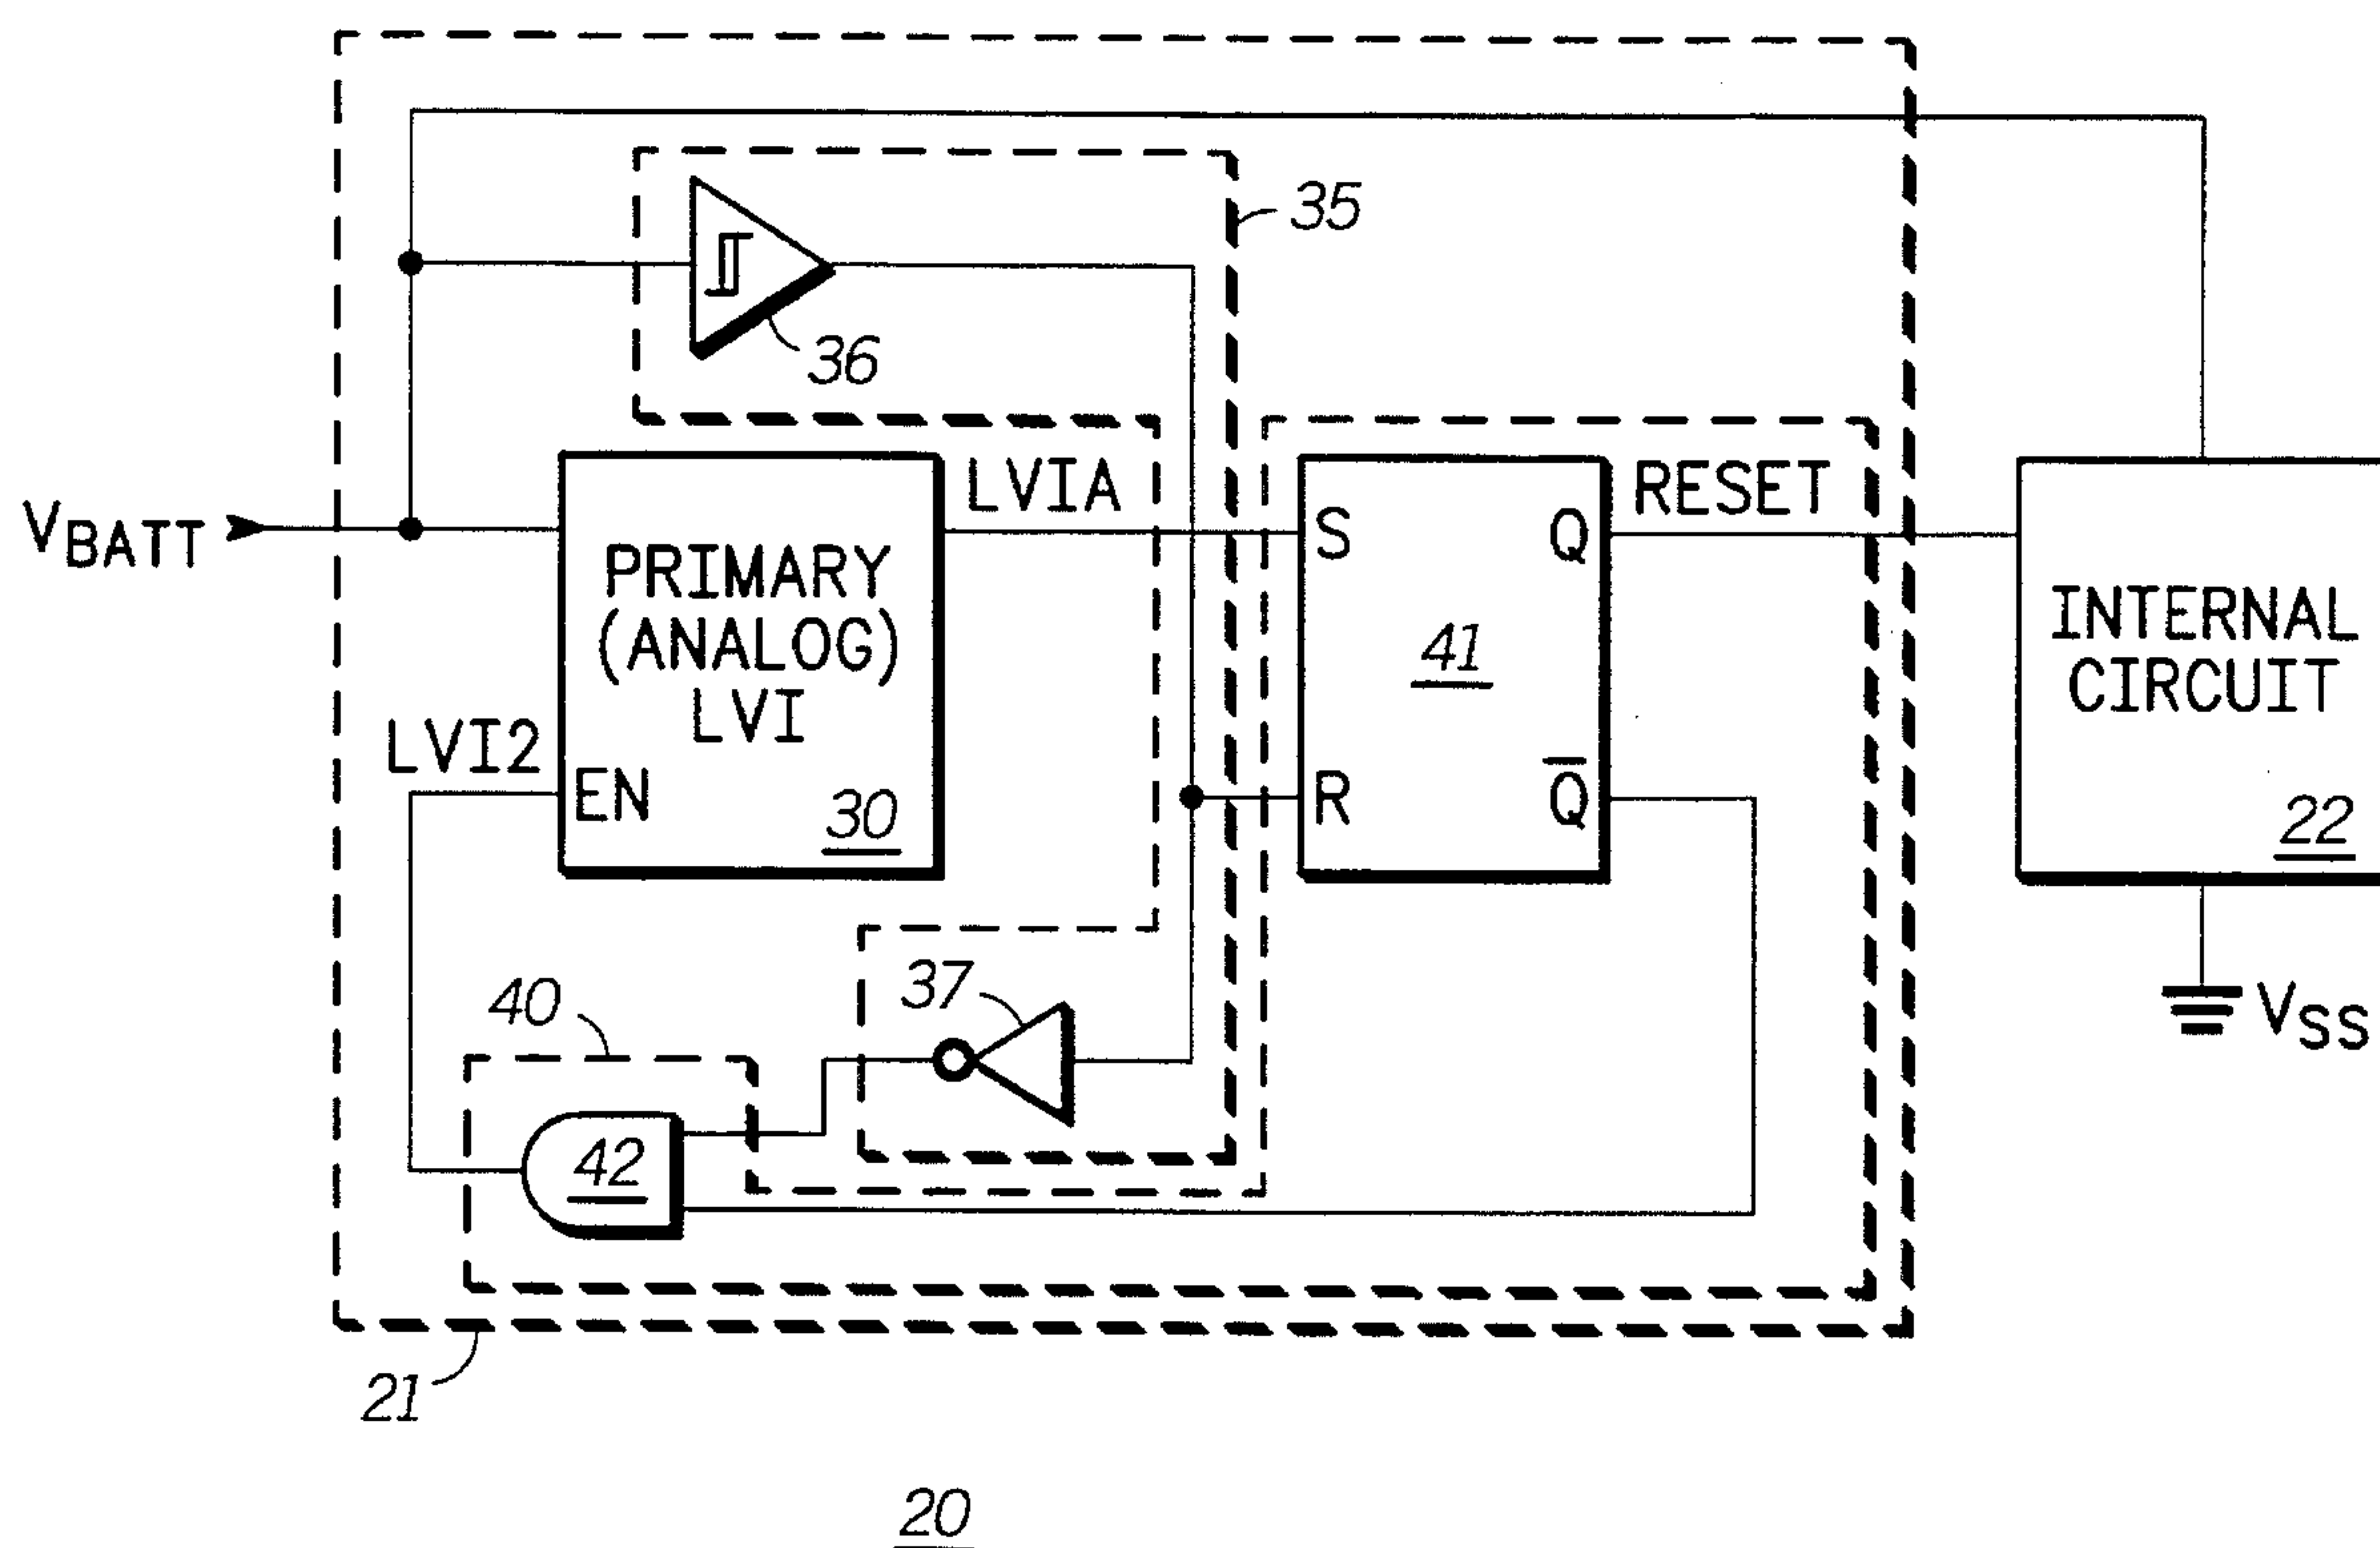 35
36
LVIA
RESET
VBATT
S
Q
PRIMARY
(ANALOG)
LVI
41
INTERNAL
CIRCUIT
LVI2
EN
30
R
Q̅
22
40
37
VSS
42
21
20